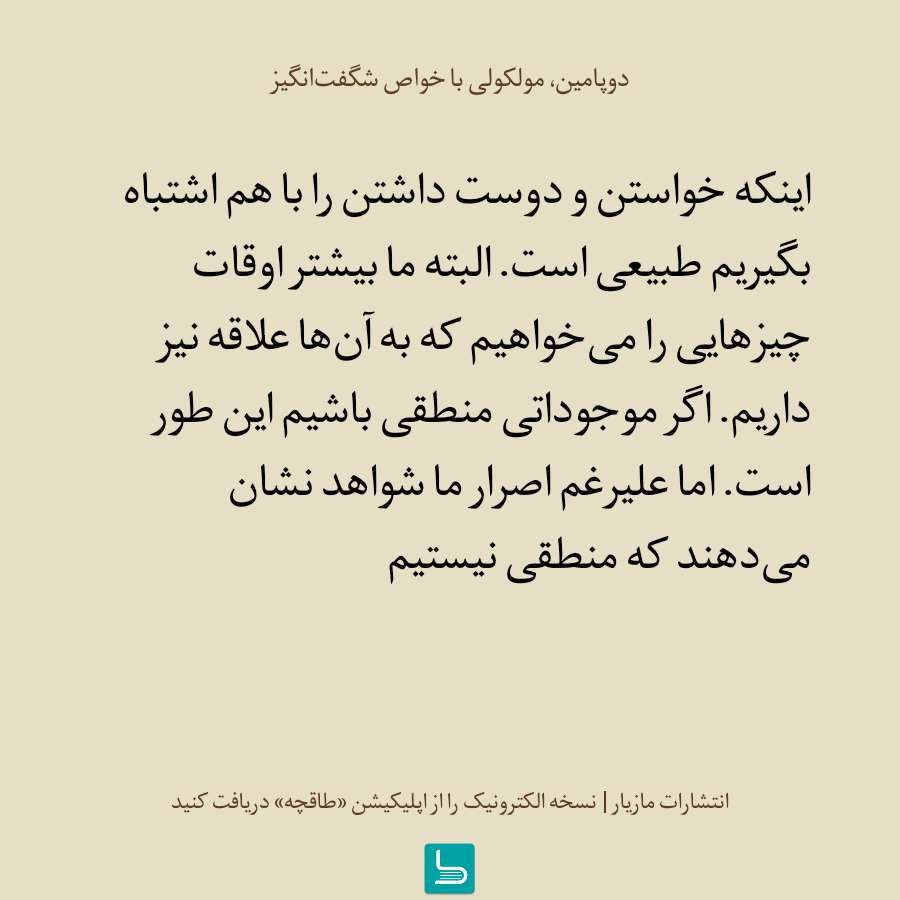 دوپامین، مولکولی با خواص شگفت‌انگیز
اینکه خواستن و دوست داشتن را با هم اشتباه
بگیریم طبیعی است. البته ما بیشتر اوقات
چیزهایی را می‌خواهیم که به آن‌ها علاقه نیز
داریم. اگر موجوداتی منطقی باشیم این طور
است. اما علیرغم اصرار ما شواهد نشان
می‌دهند که منطقی نیستیم
انتشارات مازیار | نسخه الکترونیک را از اپلیکیشن «طاقچه» دریافت کنید